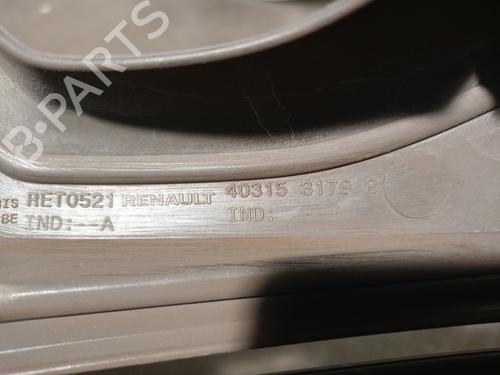 B-PARTS
RET0521 RENAULT 40315 3179
IND:--A IND: